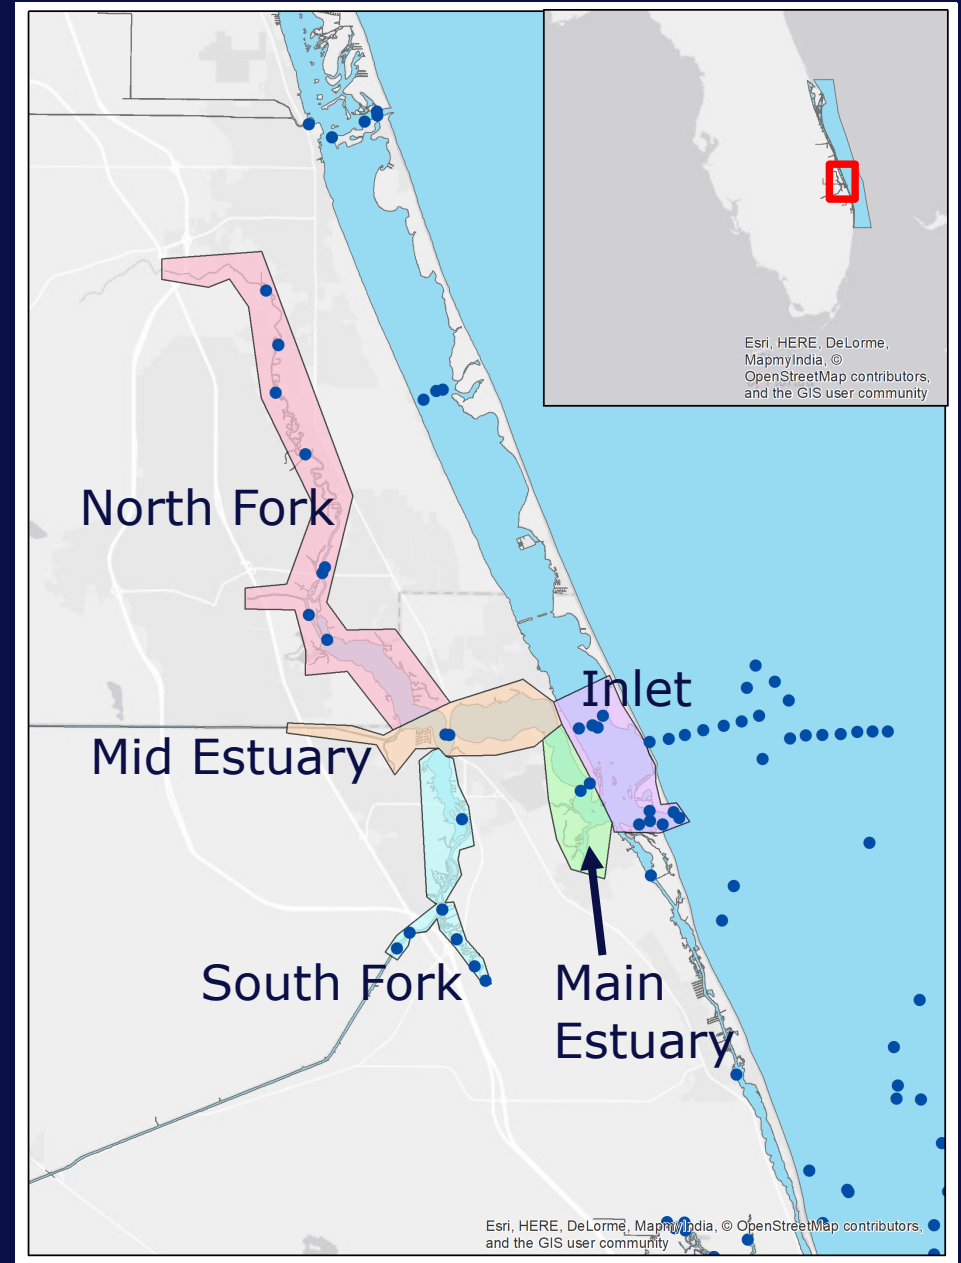 Esri, HERE, DeLorme,
MapmyIndia, ©
OpenStreetMap contributors,
and the GIS user community
North Fork
Inlet
Mid Estuary
South Fork
Main
Estuary
Esri, HERE, DeLorme, MapmyIndia, © OpenStreetMap contributors,
and the GIS user community